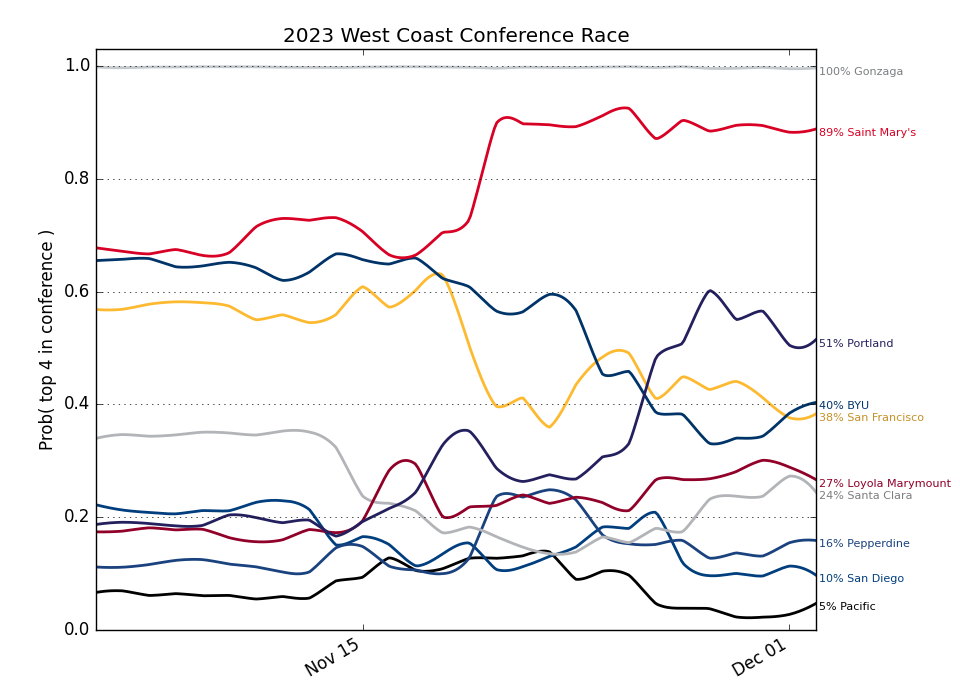 2023 West Coast Conference Race
Prob( top 4 in conference )
1.0
0.8
0.6
0.4
0.2
0.0
Nov 15
Dec 01
100% Gonzaga
89% Saint Mary's
51% Portland
40% BYU
38% San Francisco
27% Loyola Marymount
24% Santa Clara
16% Pepperdine
10% San Diego
5% Pacific